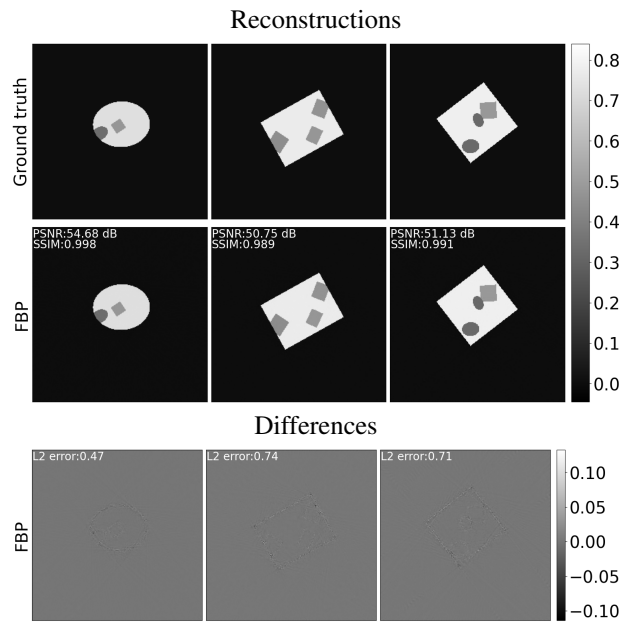 Reconstructions
Ground truth
0.8
0.7
0.6
0.5
0.4
0.3
0.2
0.1
0.0
PSNR:54.68 dB
SSIM:0.998
PSNR:50.75 dB
SSIM:0.989
PSNR:51.13 dB
SSIM:0.991
FBP
Differences
L2 error:0.47
L2 error:0.74
L2 error:0.71
FBP
0.10
0.05
0.00
−0.05
−0.10